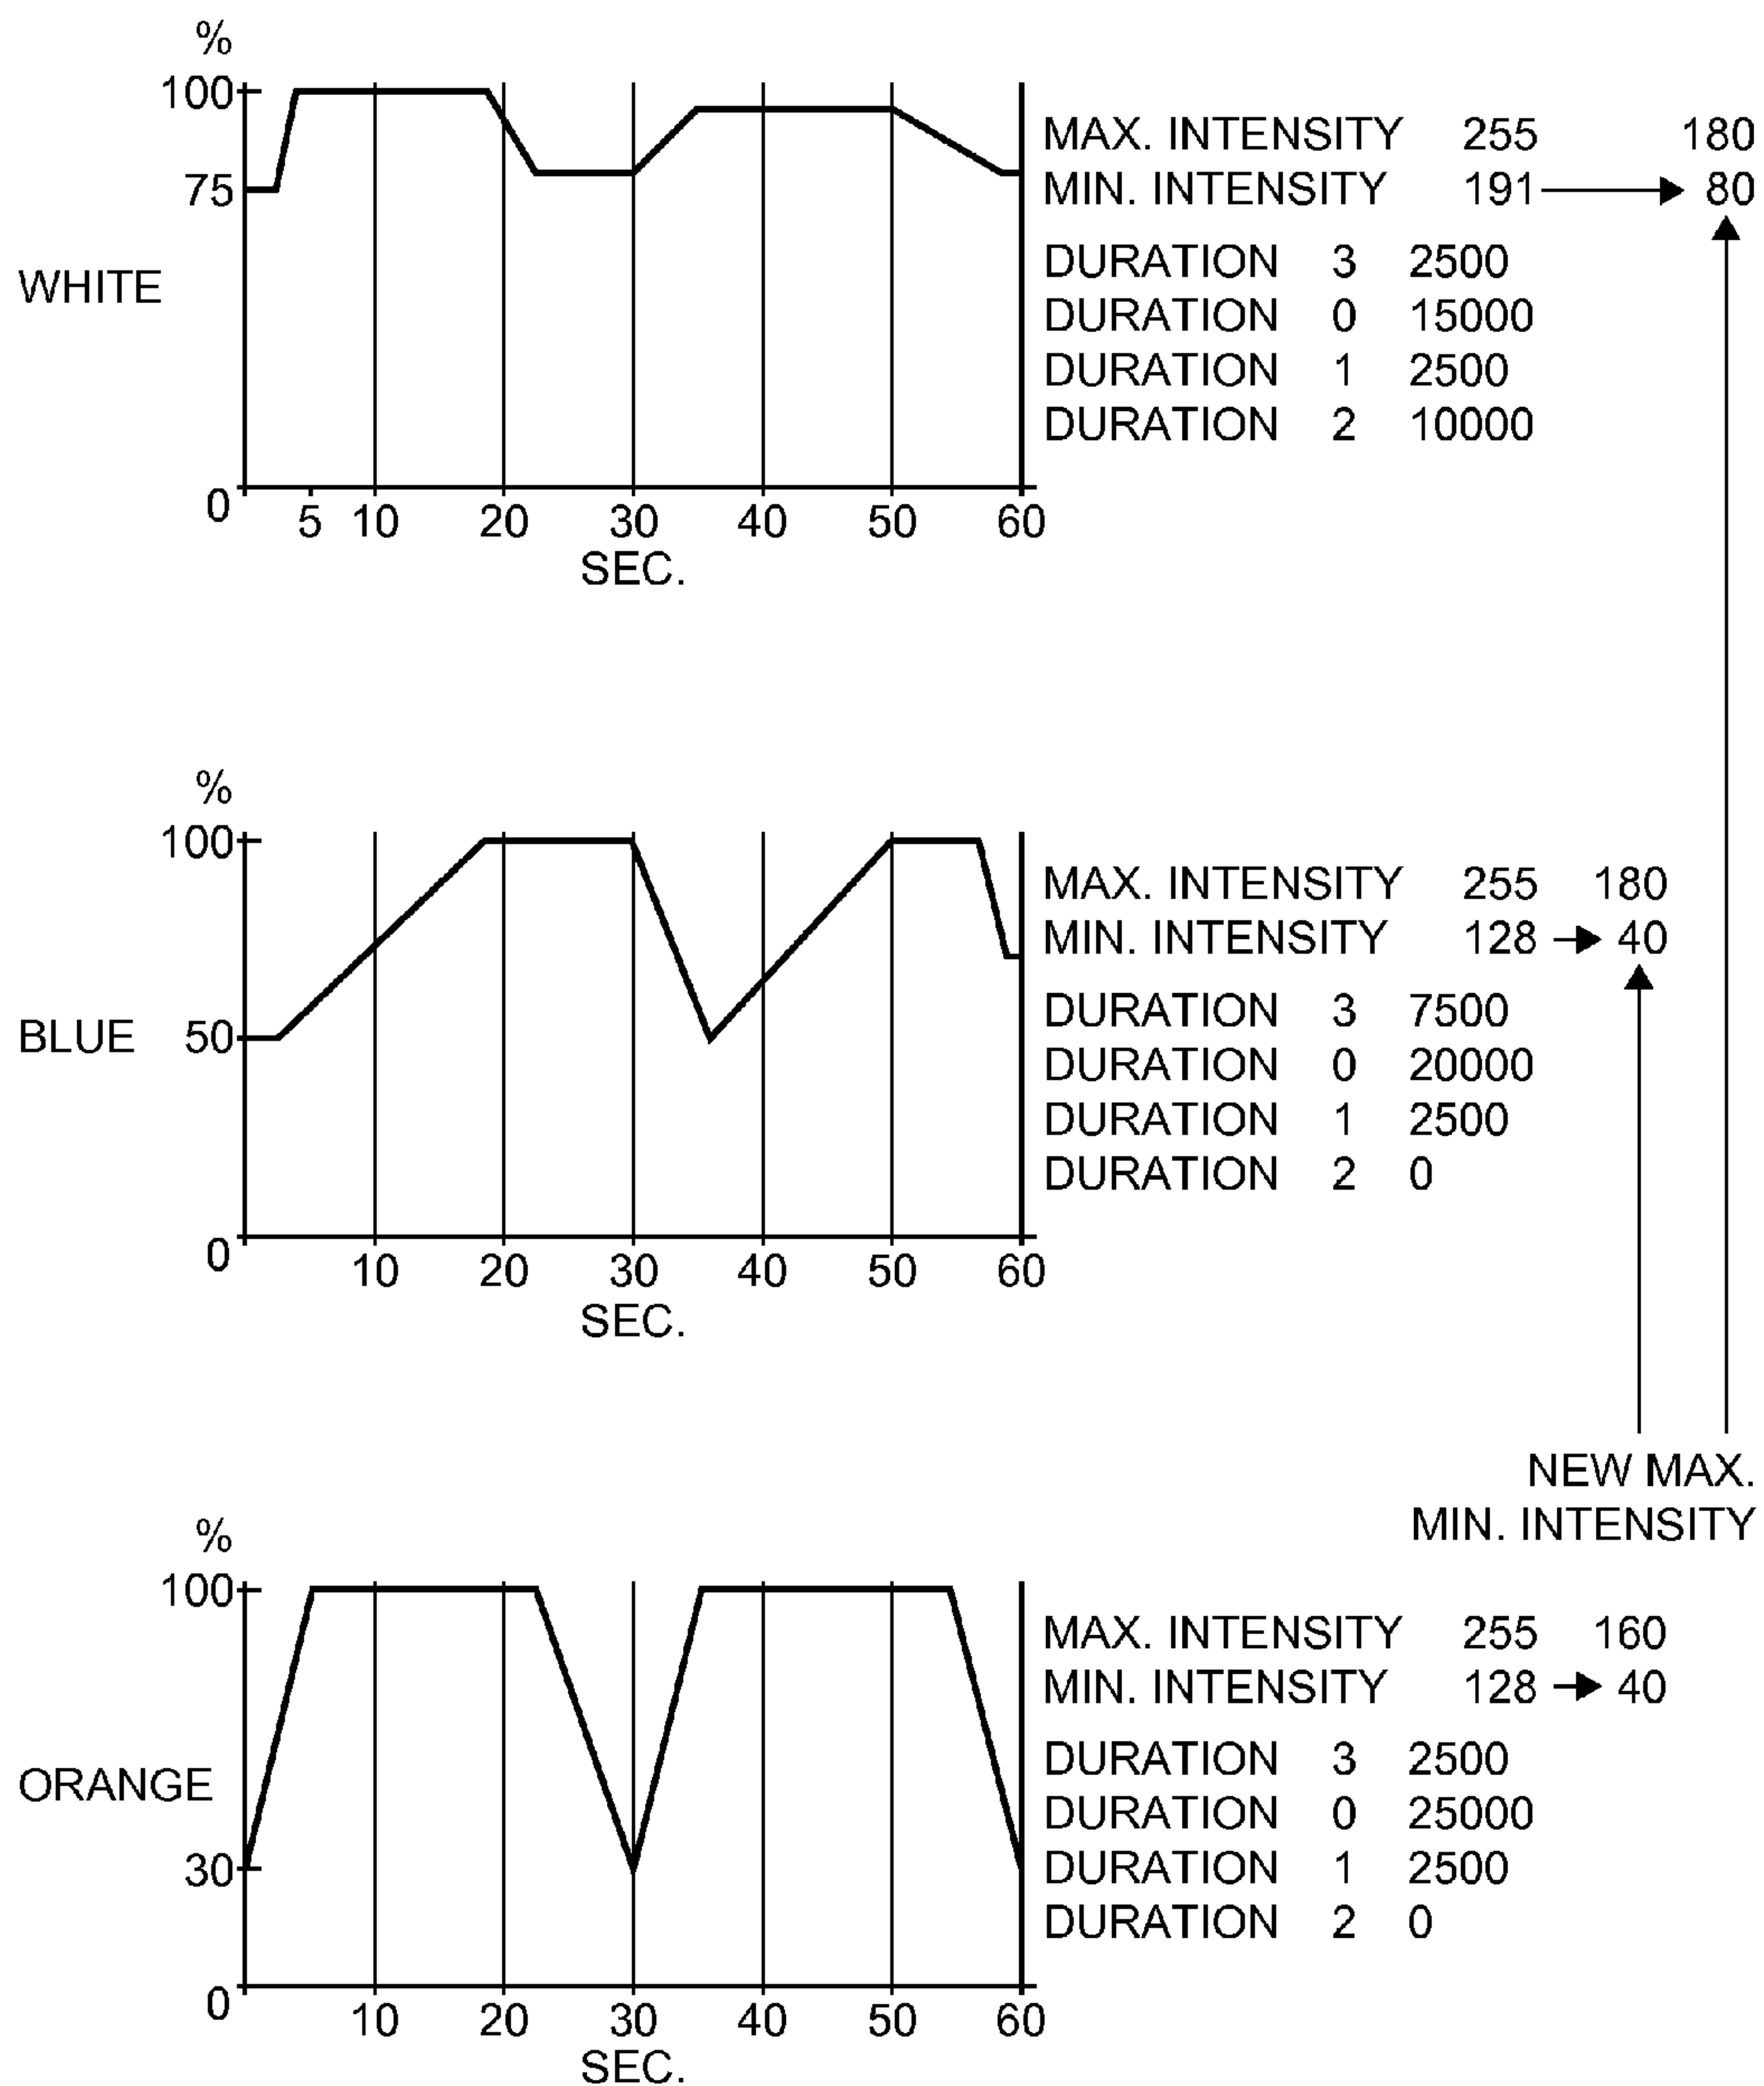 %
100
75
WHITE
0
5 10 20 30 40 50 60
SEC.
MAX. INTENSITY 255 180
MIN. INTENSITY 191 80
DURATION 3 2500
DURATION 0 15000
DURATION 1 2500
DURATION 2 10000
%
100
BLUE 50
0
10 20 30 40 50 60
SEC.
MAX. INTENSITY 255 180
MIN. INTENSITY 128 40
DURATION 3 7500
DURATION 0 20000
DURATION 1 2500
DURATION 2 0
NEW MAX.
MIN. INTENSITY
%
100
ORANGE
30
0
10 20 30 40 50 60
SEC.
MAX. INTENSITY 255 160
MIN. INTENSITY 128 40
DURATION 3 2500
DURATION 0 25000
DURATION 1 2500
DURATION 2 0